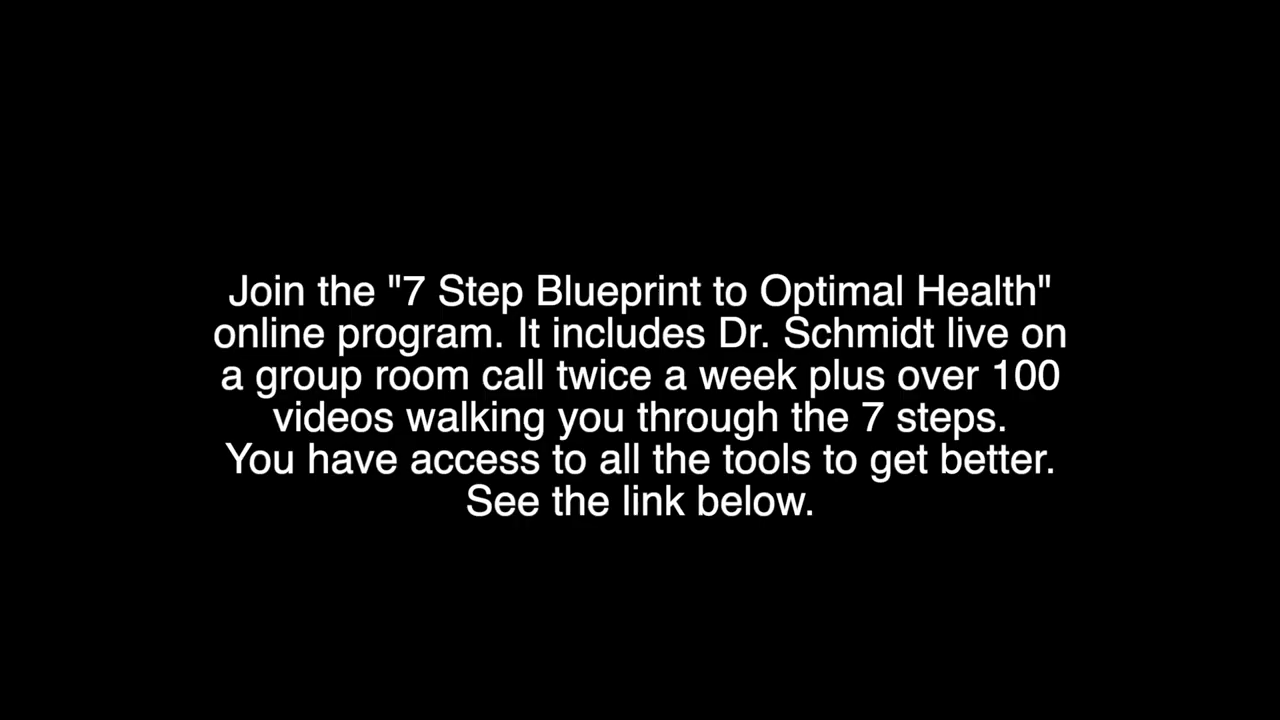 Join the "7 Step Blueprint to Optimal Health"
online program. It includes Dr. Schmidt live on
a group room call twice a week plus over 100
videos walking you through the 7 steps.
You have access to all the tools to get better.
See the link below.